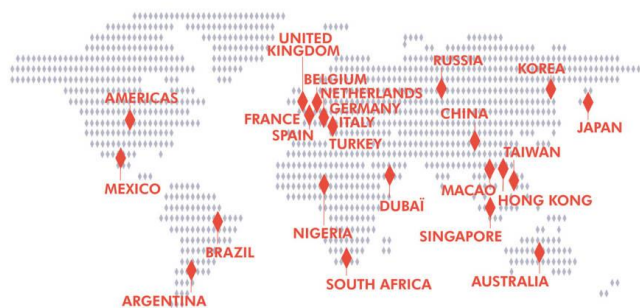 UNITED
KINGDOM
RUSSIA
KOREA
BELGIUM
NETHERLANDS
AMERICAS
GERMANY
CHINA
FRANCE
ITALY
JAPAN
SPAIN
TURKEY
TAIWAN
MEXICO
MACAO
HONG KONG
DUBAÏ
NIGERIA
SINGAPORE
BRAZIL
SOUTH AFRICA
AUSTRALIA
ARGENTINA